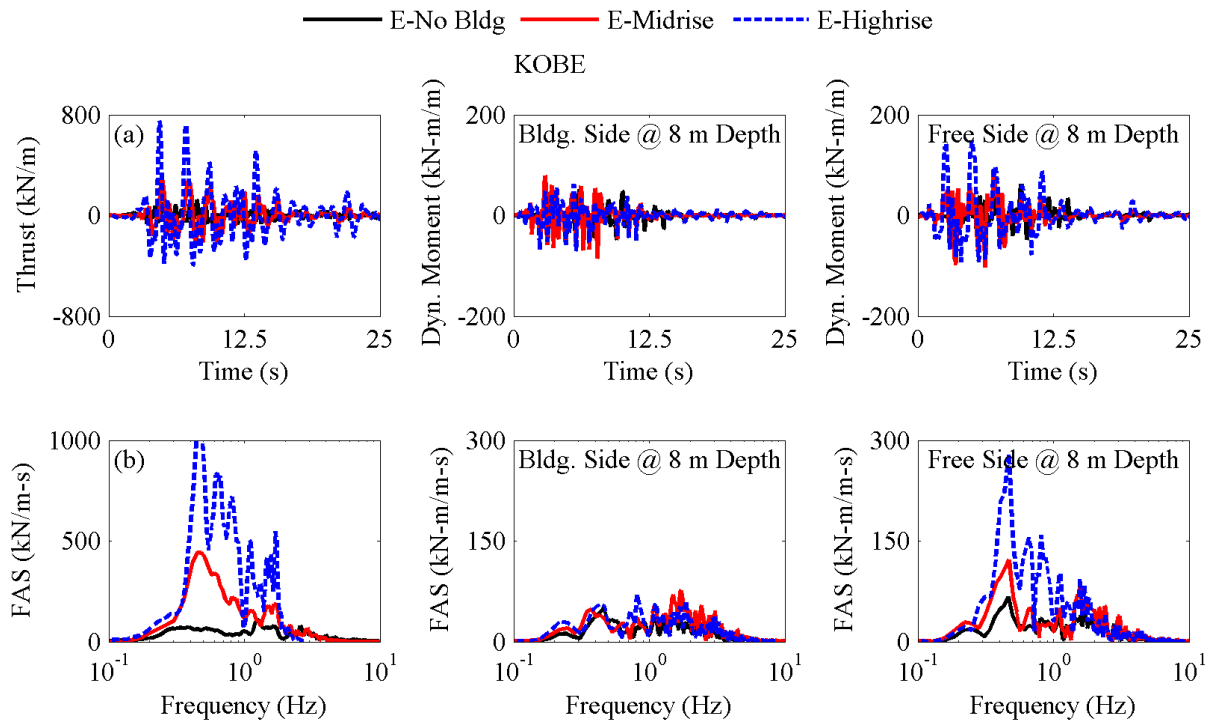 E-No Bldg E-Midrise E-Highrise
KOBE
Thrust (kN/m)
800
0
-800
(a)
0 12.5 25
Time (s)
Dyn. Moment (kN-m/m)
200
0
-200
Bldg. Side @ 8 m Depth
0 12.5 25
Time (s)
Dyn. Moment (kN-m/m)
200
0
-200
Free Side @ 8 m Depth
0 12.5 25
Time (s)
FAS (kN/m-s)
1000
500
0
(b)
10^-1 10^0 10^1
Frequency (Hz)
FAS (kN-m/m-s)
300
150
0
Bldg. Side @ 8 m Depth
10^-1 10^0 10^1
Frequency (Hz)
FAS (kN-m/m-s)
300
150
0
Free Side @ 8 m Depth
10^-1 10^0 10^1
Frequency (Hz)